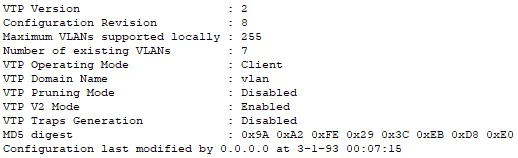 VTP Version                     : 2
Configuration Revision          : 8
Maximum VLANs supported locally : 255
Number of existing VLANs        : 7
VTP Operating Mode              : Client
VTP Domain Name                 : vlan
VTP Pruning Mode                : Disabled
VTP V2 Mode                     : Enabled
VTP Traps Generation            : Disabled
MD5 digest                      : 0x9A 0xA2 0xFE 0x29 0x3C 0xEB 0xD8 0xE0
Configuration last modified by 0.0.0.0 at 3-1-93 00:07:15